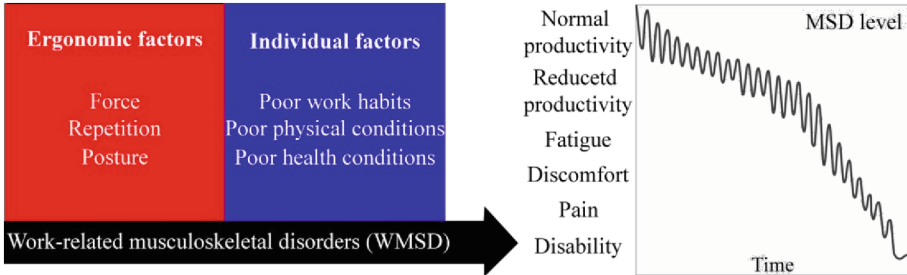 Ergonomic factors
Force
Repetition
Posture
Individual factors
Poor work habits
Poor physical conditions
Poor health conditions
Work-related musculoskeletal disorders (WMSD)
Normal
productivity
Reducetd
productivity
Fatigue
Discomfort
Pain
Disability
MSD level
Time